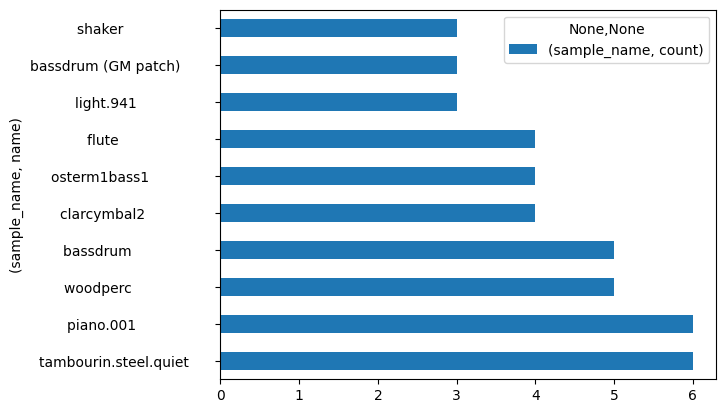 None,None
(sample_name, count)
(sample_name, name)
shaker
bassdrum (GM patch)
light.941
flute
osterm1bass1
clarcymbal2
bassdrum
woodperc
piano.001
tambourin.steel.quiet
0 1 2 3 4 5 6